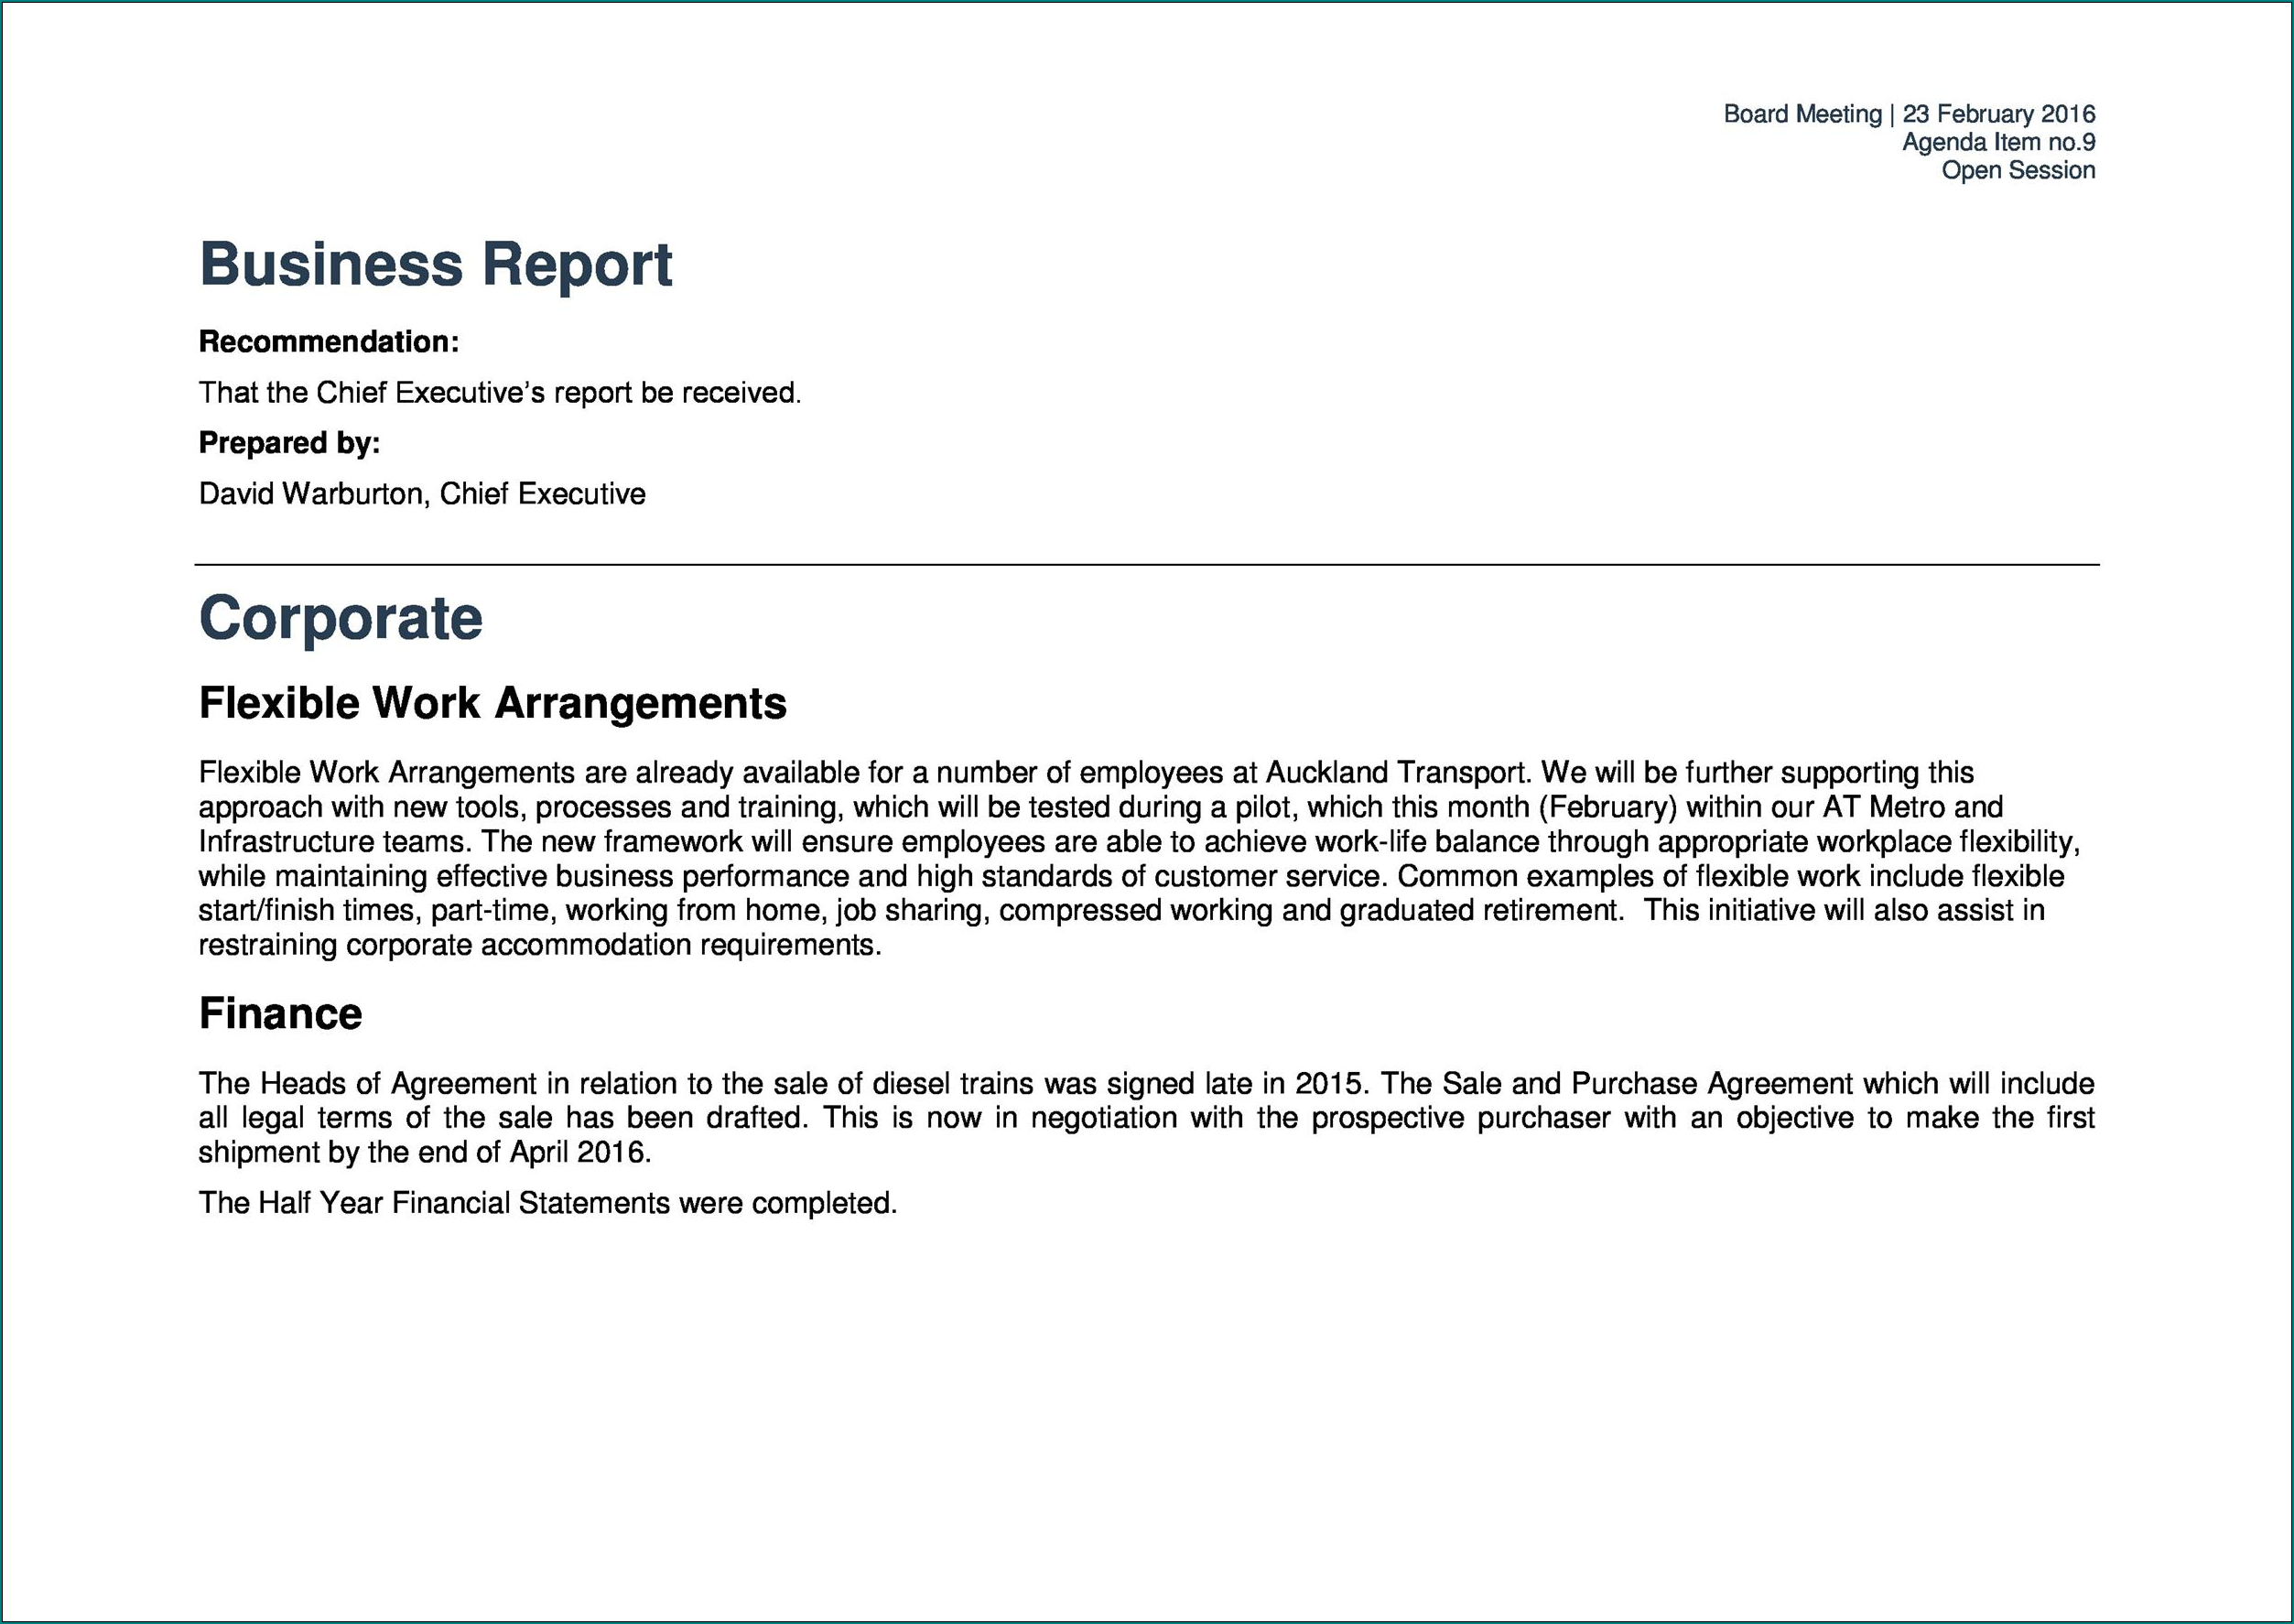 Board Meeting | 23 February 2016
Agenda Item no.9
Open Session
Business Report
Recommendation:
That the Chief Executive’s report be received.
Prepared by:
David Warburton, Chief Executive
Corporate
Flexible Work Arrangements
Flexible Work Arrangements are already available for a number of employees at Auckland Transport. We will be further supporting this
approach with new tools, processes and training, which will be tested during a pilot, which this month (February) within our AT Metro and
Infrastructure teams. The new framework will ensure employees are able to achieve work-life balance through appropriate workplace flexibility,
while maintaining effective business performance and high standards of customer service. Common examples of flexible work include flexible
start/finish times, part-time, working from home, job sharing, compressed working and graduated retirement.  This initiative will also assist in
restraining corporate accommodation requirements.
Finance
The Heads of Agreement in relation to the sale of diesel trains was signed late in 2015. The Sale and Purchase Agreement which will include
all legal terms of the sale has been drafted. This is now in negotiation with the prospective purchaser with an objective to make the first
shipment by the end of April 2016.
The Half Year Financial Statements were completed.